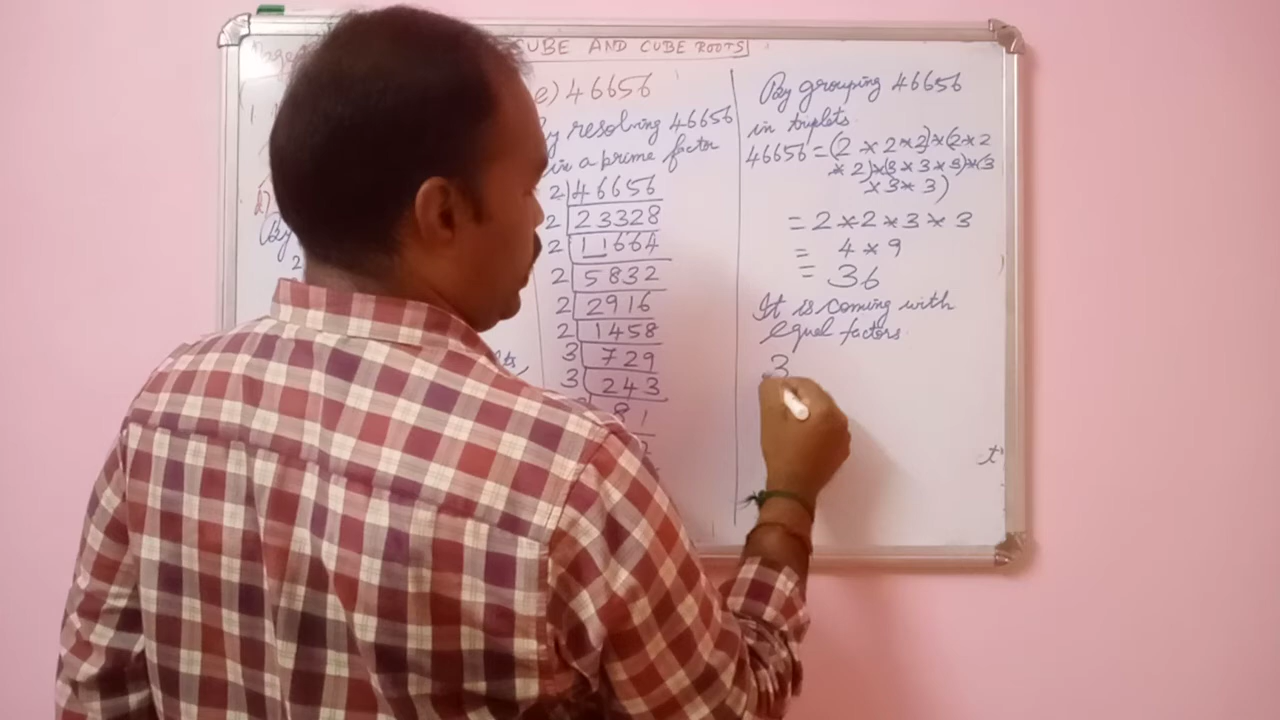 CUBE AND CUBE ROOTS
e) 46656
By resolving 46656
in a prime factor
2|46656
2|23328
2|11664
2|5832
2|2916
2|1458
3|729
3|243
81
2
By
2
By grouping 46656
in triplets
46656 = (2 * 2 * 2) * (2 * 2
* 2) * (3 * 3 * 3) * (3
* 3 * 3)
= 2 * 2 * 3 * 3
= 4 * 9
= 36
It is coming with
equal factors.
3
t